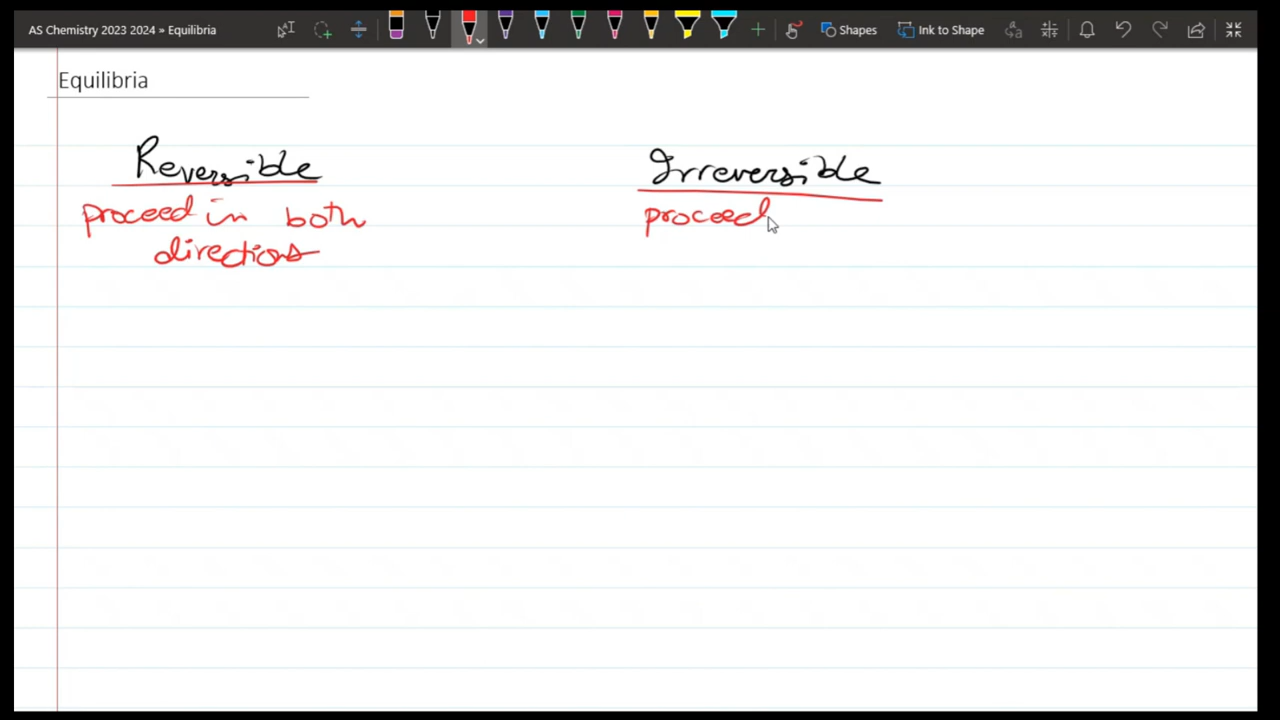 AS Chemistry 2023 2024 » Equilibria
Shapes
Ink to Shape
Equilibria
Reversible
Irreversible
proceed in both
directions
proceed